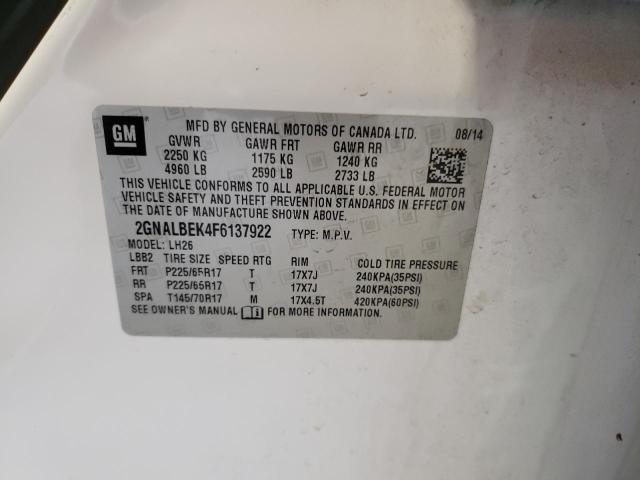 GM
MFD BY GENERAL MOTORS OF CANADA LTD. 08/14
GVWR GAWR FRT GAWR RR
2250 KG 1175 KG 1240 KG
4960 LB 2590 LB 2733 LB
THIS VEHICLE CONFORMS TO ALL APPLICABLE U.S. FEDERAL MOTOR
VEHICLE SAFETY AND THEFT PREVENTION STANDARDS IN EFFECT ON
THE DATE OF MANUFACTURE SHOWN ABOVE.
2GNALBEK4F6137922 TYPE: M.P.V.
MODEL: LH26
LBB2 TIRE SIZE SPEED RTG RIM COLD TIRE PRESSURE
FRT P225/65R17 T 17X7J 240KPA(35PSI)
RR P225/65R17 T 17X7J 240KPA(35PSI)
SPA T145/70R17 M 17X4.5T 420KPA(60PSI)
SEE OWNER'S MANUAL FOR MORE INFORMATION